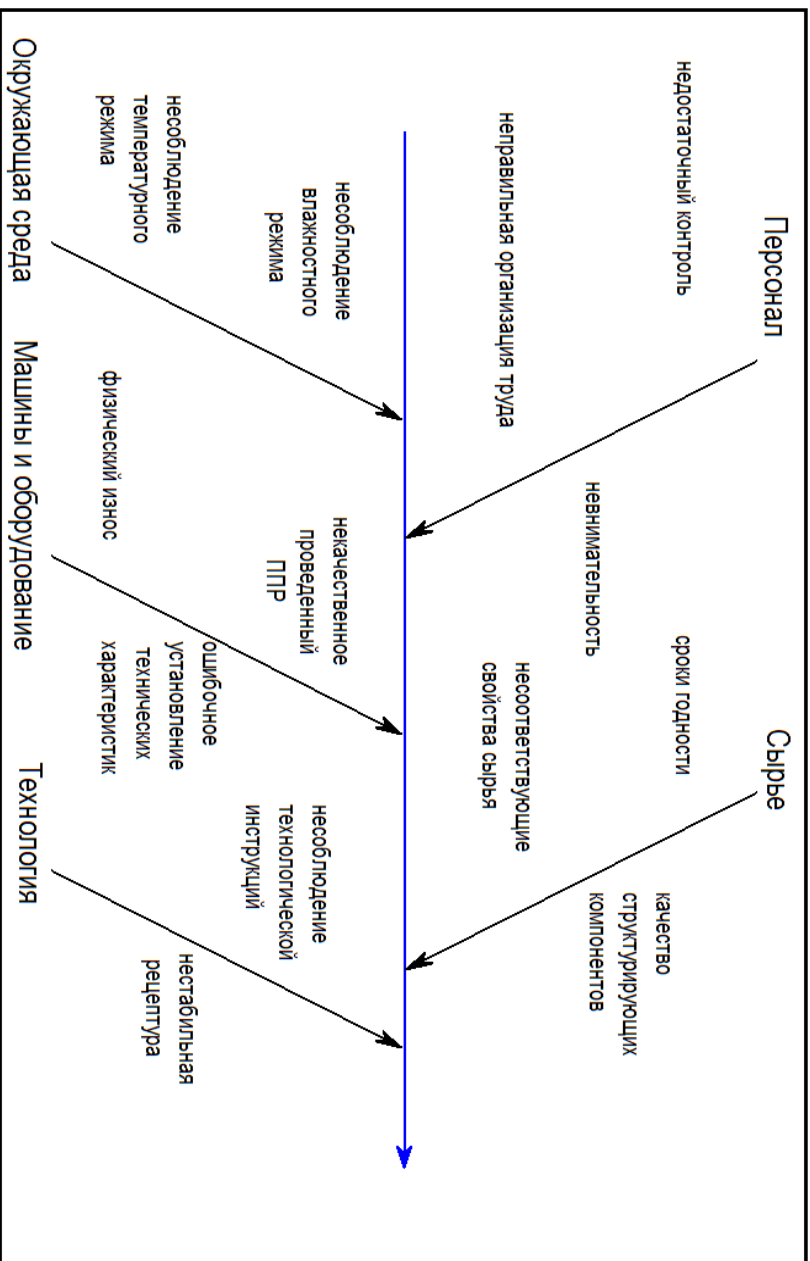 Персонал
Сырье
недостаточный контроль
сроки годности
качество
структурирующих
компонентов
невнимательность
неправильная организация труда
несоответствующие
свойства сырья
несоблюдение
влажностного
режима
некачественное
проведенный
ППР
несоблюдение
технологической
инструкций
несоблюдение
температурного
режима
ошибочное
установление
технических
характеристик
нестабильная
рецептура
физический износ
Окружающая среда
Машины и оборудование
Технология